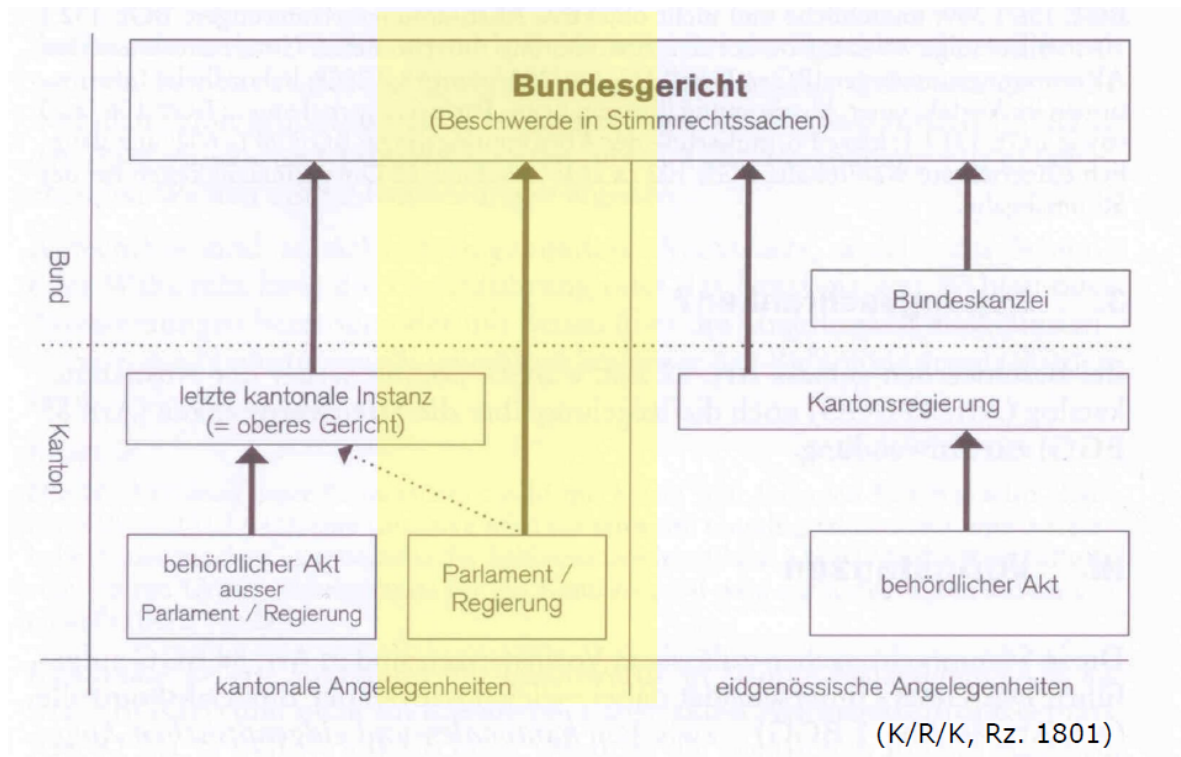 Bundesgericht
(Beschwerde in Stimmrechtssachen)
Bund
Bundeskanzlei
letzte kantonale Instanz
(= oberes Gericht)
Kantonsregierung
Kanton
behördlicher Akt
ausser
Parlament / Regierung
Parlament /
Regierung
behördlicher Akt
kantonale Angelegenheiten
eidgenössische Angelegenheiten
(K/R/K, Rz. 1801)